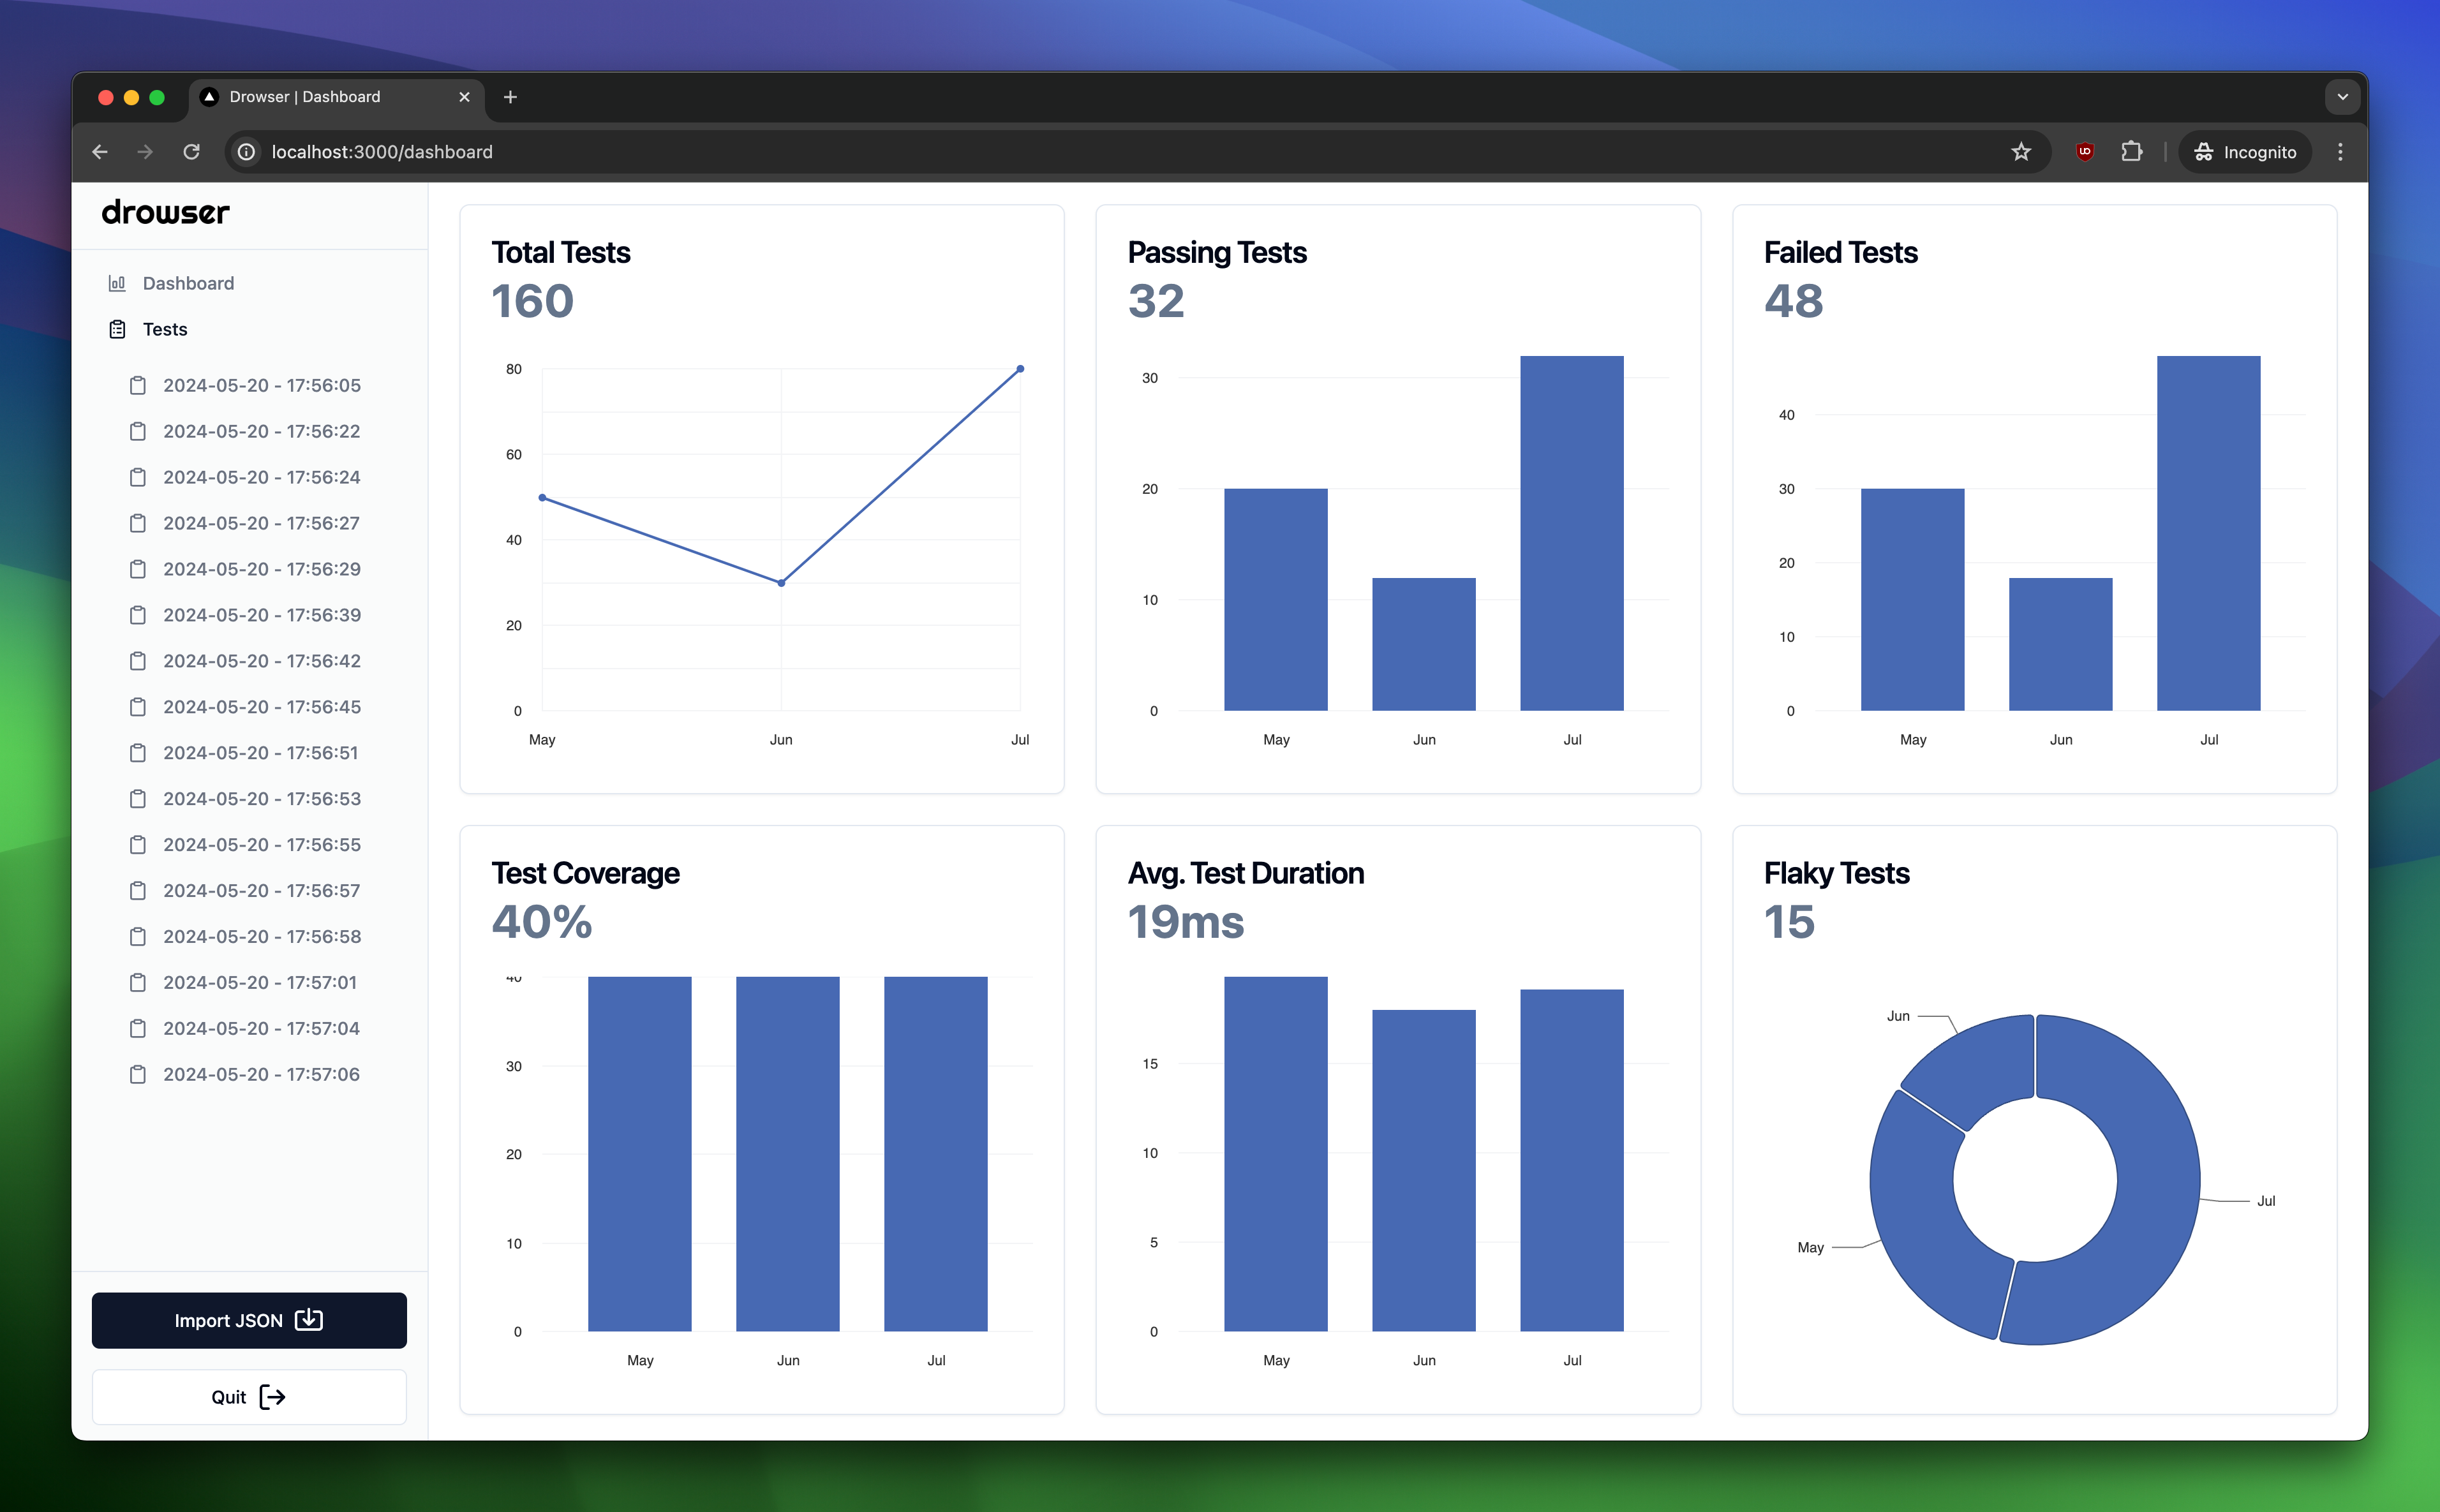 Drowser | Dashboard
localhost:3000/dashboard
Incognito
drowser
Dashboard
Tests
2024-05-20 - 17:56:05
2024-05-20 - 17:56:22
2024-05-20 - 17:56:24
2024-05-20 - 17:56:27
2024-05-20 - 17:56:29
2024-05-20 - 17:56:39
2024-05-20 - 17:56:42
2024-05-20 - 17:56:45
2024-05-20 - 17:56:51
2024-05-20 - 17:56:53
2024-05-20 - 17:56:55
2024-05-20 - 17:56:57
2024-05-20 - 17:56:58
2024-05-20 - 17:57:01
2024-05-20 - 17:57:04
2024-05-20 - 17:57:06
Import JSON
Quit
Total Tests
160
80
60
40
20
0
May Jun Jul
Passing Tests
32
30
20
10
0
May Jun Jul
Failed Tests
48
40
30
20
10
0
May Jun Jul
Test Coverage
40%
40
30
20
10
0
May Jun Jul
Avg. Test Duration
19ms
15
10
5
0
May Jun Jul
Flaky Tests
15
Jun
Jul
May